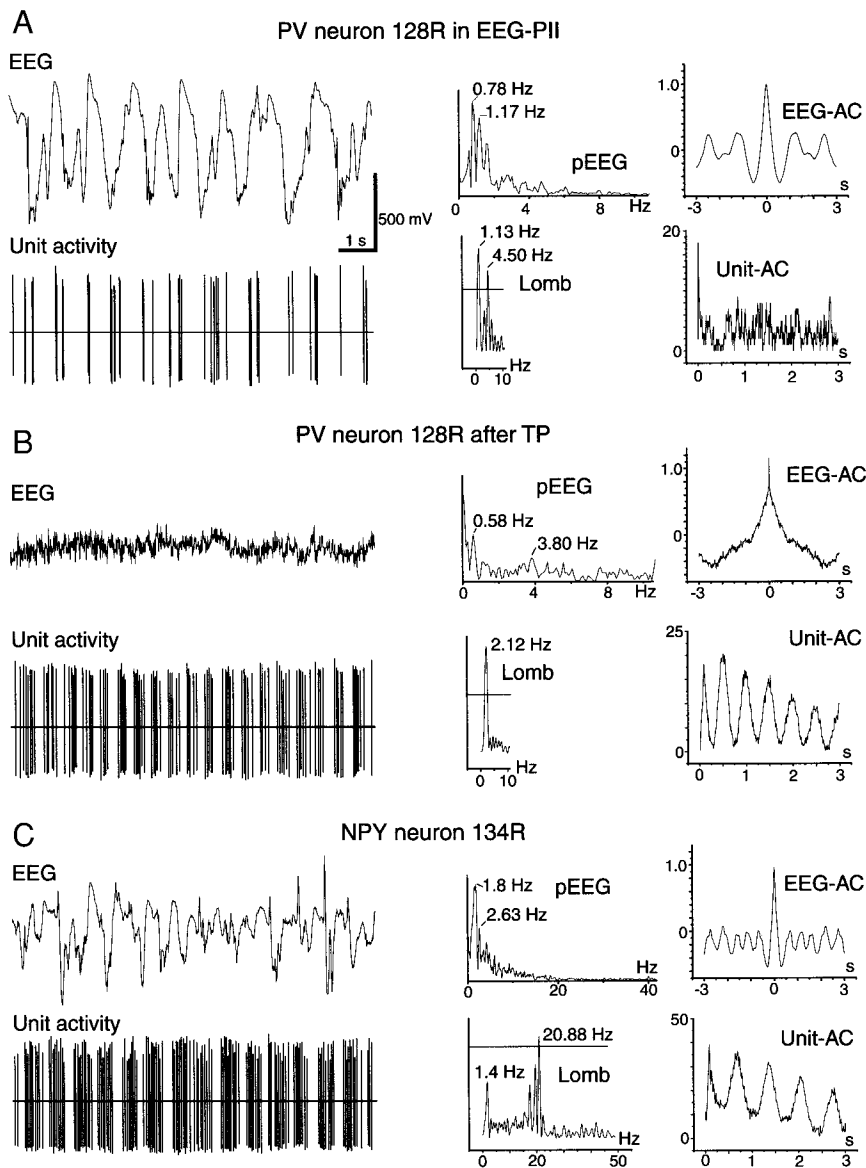 A
PV neuron 128R in EEG-PII
EEG
500 mV
1 s
0.78 Hz
1.17 Hz
pEEG
0 4 8 Hz
EEG-AC
1.0
0
s
-3 0 3
Unit activity
1.13 Hz
4.50 Hz
Lomb
Hz
0 10
20
Unit-AC
0
s
0 1 2 3
B
PV neuron 128R after TP
EEG
pEEG
0.58 Hz
3.80 Hz
0 4 8 Hz
EEG-AC
1.0
0
s
-3 0 3
Unit activity
2.12 Hz
Lomb
Hz
0 10
25
Unit-AC
0
s
0 1 2 3
C
NPY neuron 134R
EEG
1.8 Hz
pEEG
2.63 Hz
Hz
0 20 40
EEG-AC
1.0
0
s
-3 0 3
Unit activity
20.88 Hz
1.4 Hz
Lomb
Hz
0 20 50
50
Unit-AC
0
s
0 1 2 3